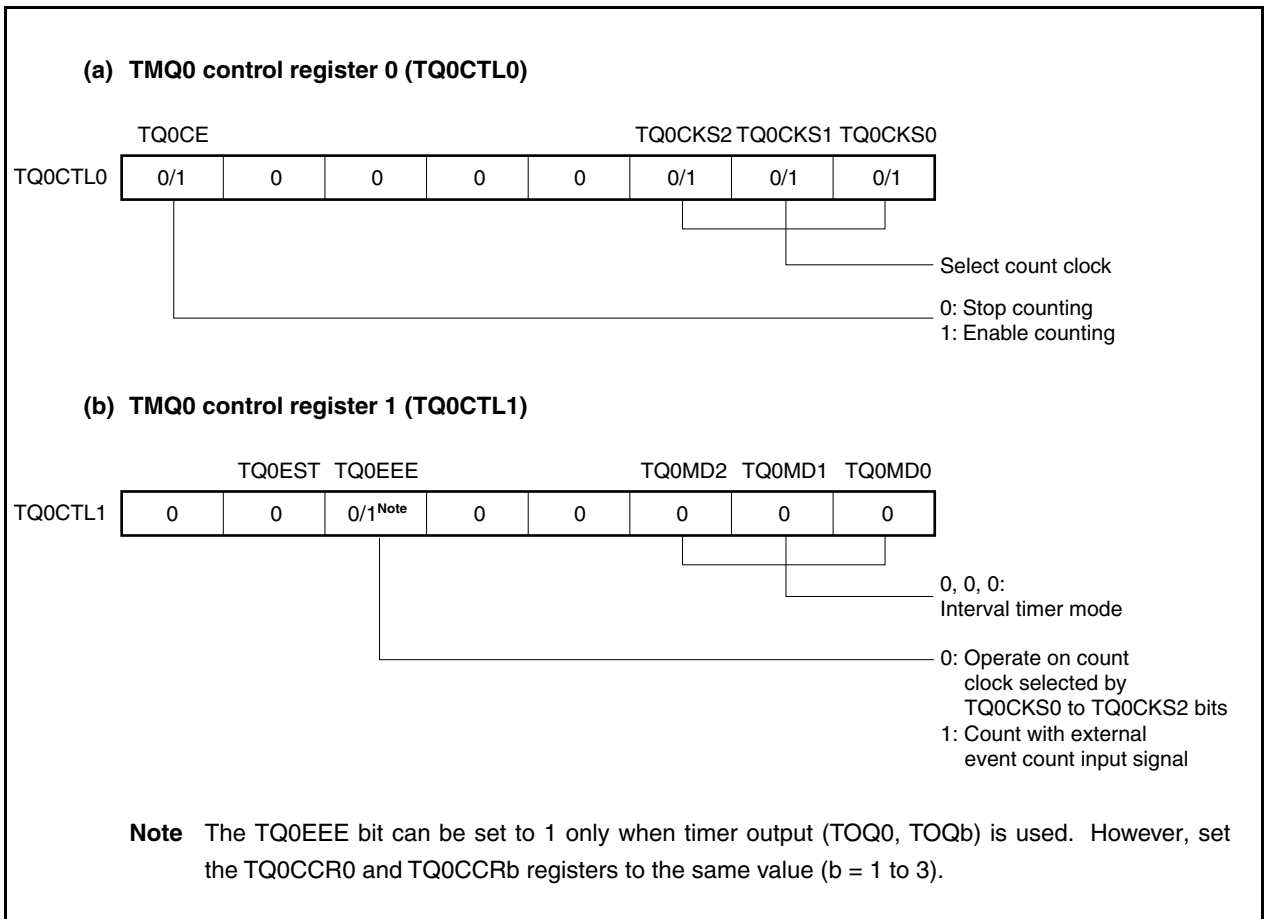 (a) TMQ0 control register 0 (TQ0CTL0)
TQ0CE TQ0CKS2 TQ0CKS1 TQ0CKS0
TQ0CTL0 0/1 0 0 0 0 0/1 0/1 0/1
Select count clock
0: Stop counting
1: Enable counting
(b) TMQ0 control register 1 (TQ0CTL1)
TQ0EST TQ0EEE TQ0MD2 TQ0MD1 TQ0MD0
TQ0CTL1 0 0 0/1Note 0 0 0 0 0
0, 0, 0:
Interval timer mode
0: Operate on count
clock selected by
TQ0CKS0 to TQ0CKS2 bits
1: Count with external
event count input signal
Note The TQ0EEE bit can be set to 1 only when timer output (TOQ0, TOQb) is used. However, set
the TQ0CCR0 and TQ0CCRb registers to the same value (b = 1 to 3).